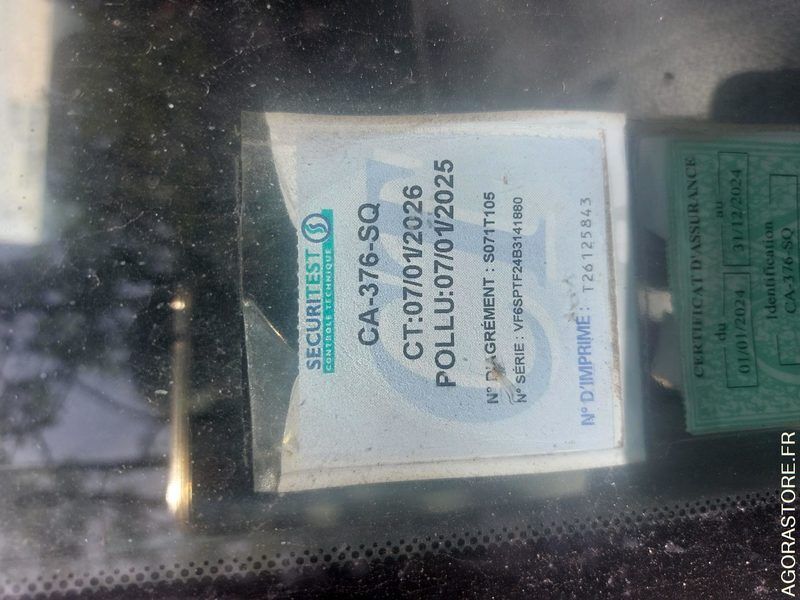 SECURITEST
CONTROLE TECHNIQUE
CA-376-SQ
CT:07/01/2026
POLLU:07/01/2025
N° D'AGRÉMENT : S071T105
N° SÉRIE : VF6SPTF24B3141880
N° D'IMPRIMÉ : T26125843
CERTIFICAT D'ASSURANCE
du au
01/01/2024 31/12/2024
Identification
CA-376-SQ
AGORASTORE.FR